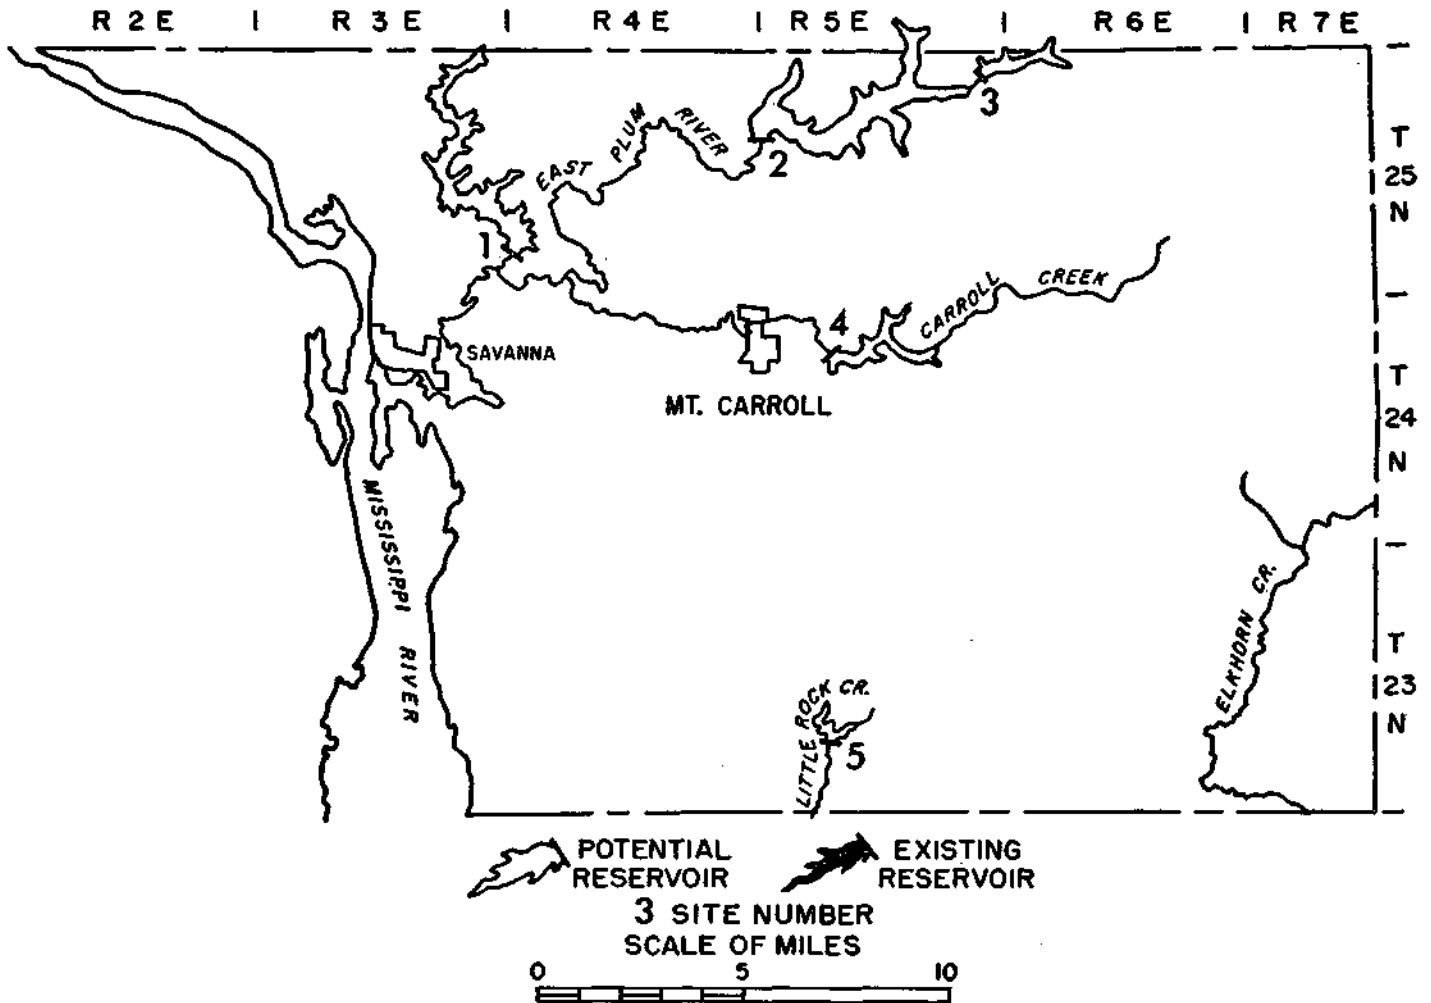 R 2 E I R 3 E I R 4 E I R 5 E I R 6 E I R 7 E
3
EAST PLUM RIVER
2
T
25
N
1
CARROLL CREEK
4
SAVANNA
MT. CARROLL
T
24
N
MISSISSIPPI RIVER
ELKHORN CR.
T
23
N
LITTLE ROCK CR.
5
POTENTIAL
RESERVOIR
EXISTING
RESERVOIR
3 SITE NUMBER
SCALE OF MILES
0 5 10